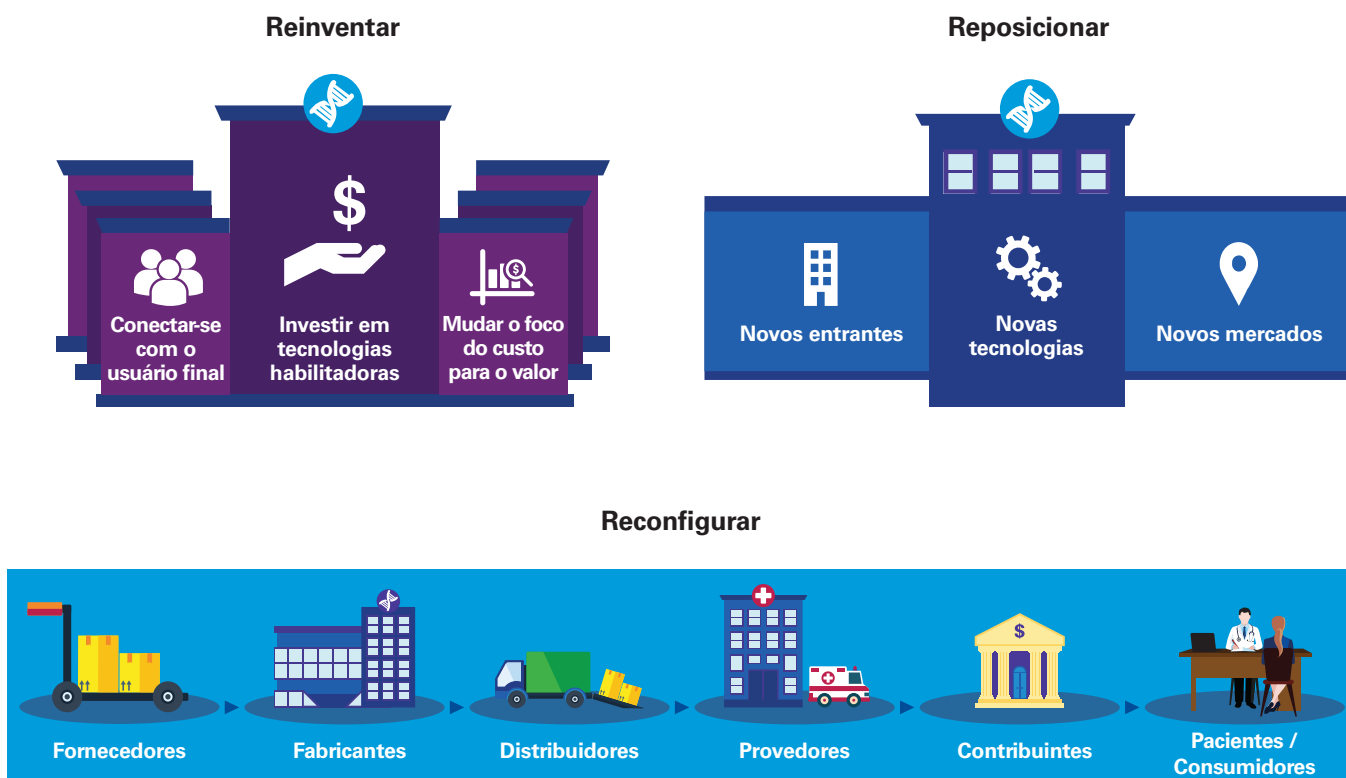 Reinventar
$
$
Conectar-se
com o
usuário final
Investir em
tecnologias
habilitadoras
Mudar o foco
do custo
para o valor
Reposicionar
Novos entrantes
Novas
tecnologias
Novos mercados
Reconfigurar
$
Fornecedores
Fabricantes
Distribuidores
Provedores
Contribuintes
Pacientes /
Consumidores